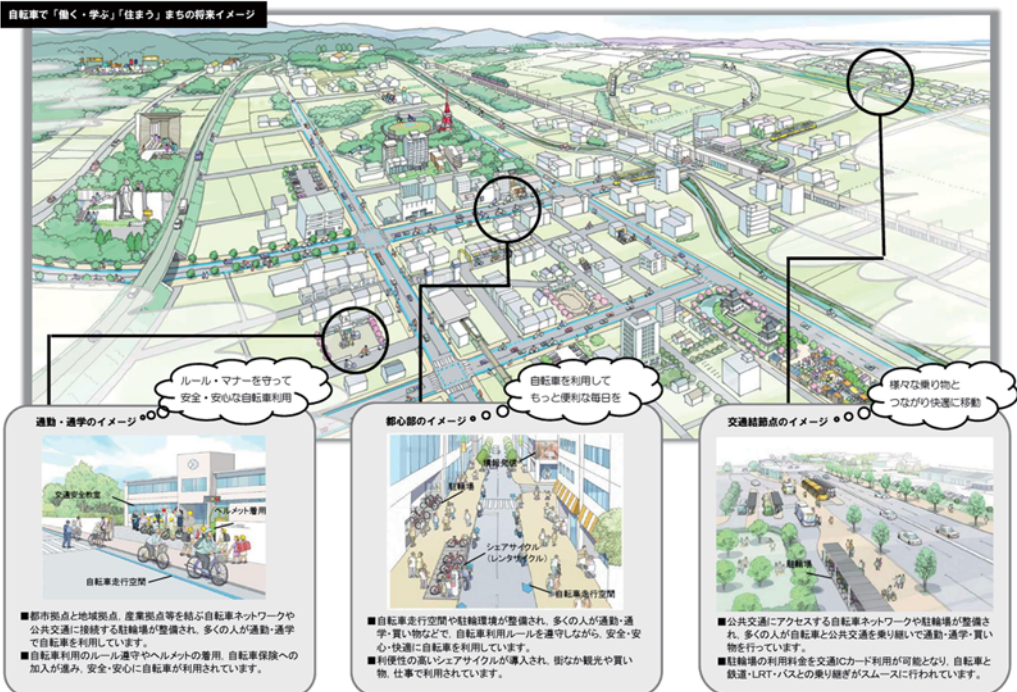 自転車で「働く・学ぶ」「住まう」まちの将来イメージ
ルール・マナーを守って
安全・安心な自転車利用
通勤・通学のイメージ
交通安全教室
ヘルメット着用
自転車走行空間
■都市拠点と地域拠点、産業拠点等を結ぶ自転車ネットワークや
公共交通に接続する駐輪場が整備され、多くの人が通勤・通学
で自転車を利用しています。
■自転車利用のルール遵守やヘルメットの着用、自転車保険への
加入が進み、安全・安心に自転車が利用されています。
自転車を利用して
もっと便利な毎日を
都心部のイメージ
情報発信
駐輪場
シェアサイクル
(レンタサイクル)
自転車走行空間
■自転車走行空間や駐輪環境が整備され、多くの人が通勤・通
学・買い物などで、自転車利用ルールを遵守しながら、安全・安
心・快適に自転車を利用しています。
■利便性の高いシェアサイクルが導入され、街なか観光や買い
物、仕事で利用されています。
様々な乗り物と
つながり快適に移動
交通結節点のイメージ
駐輪場
■公共交通にアクセスする自転車ネットワークや駐輪場が整備さ
れ、多くの人が自転車と公共交通を乗り継いで通勤・通学・買い
物を行っています。
■駐輪場の利用料金を交通ICカード利用が可能となり、自転車と
鉄道・LRT・バスとの乗り継ぎがスムースに行われています。